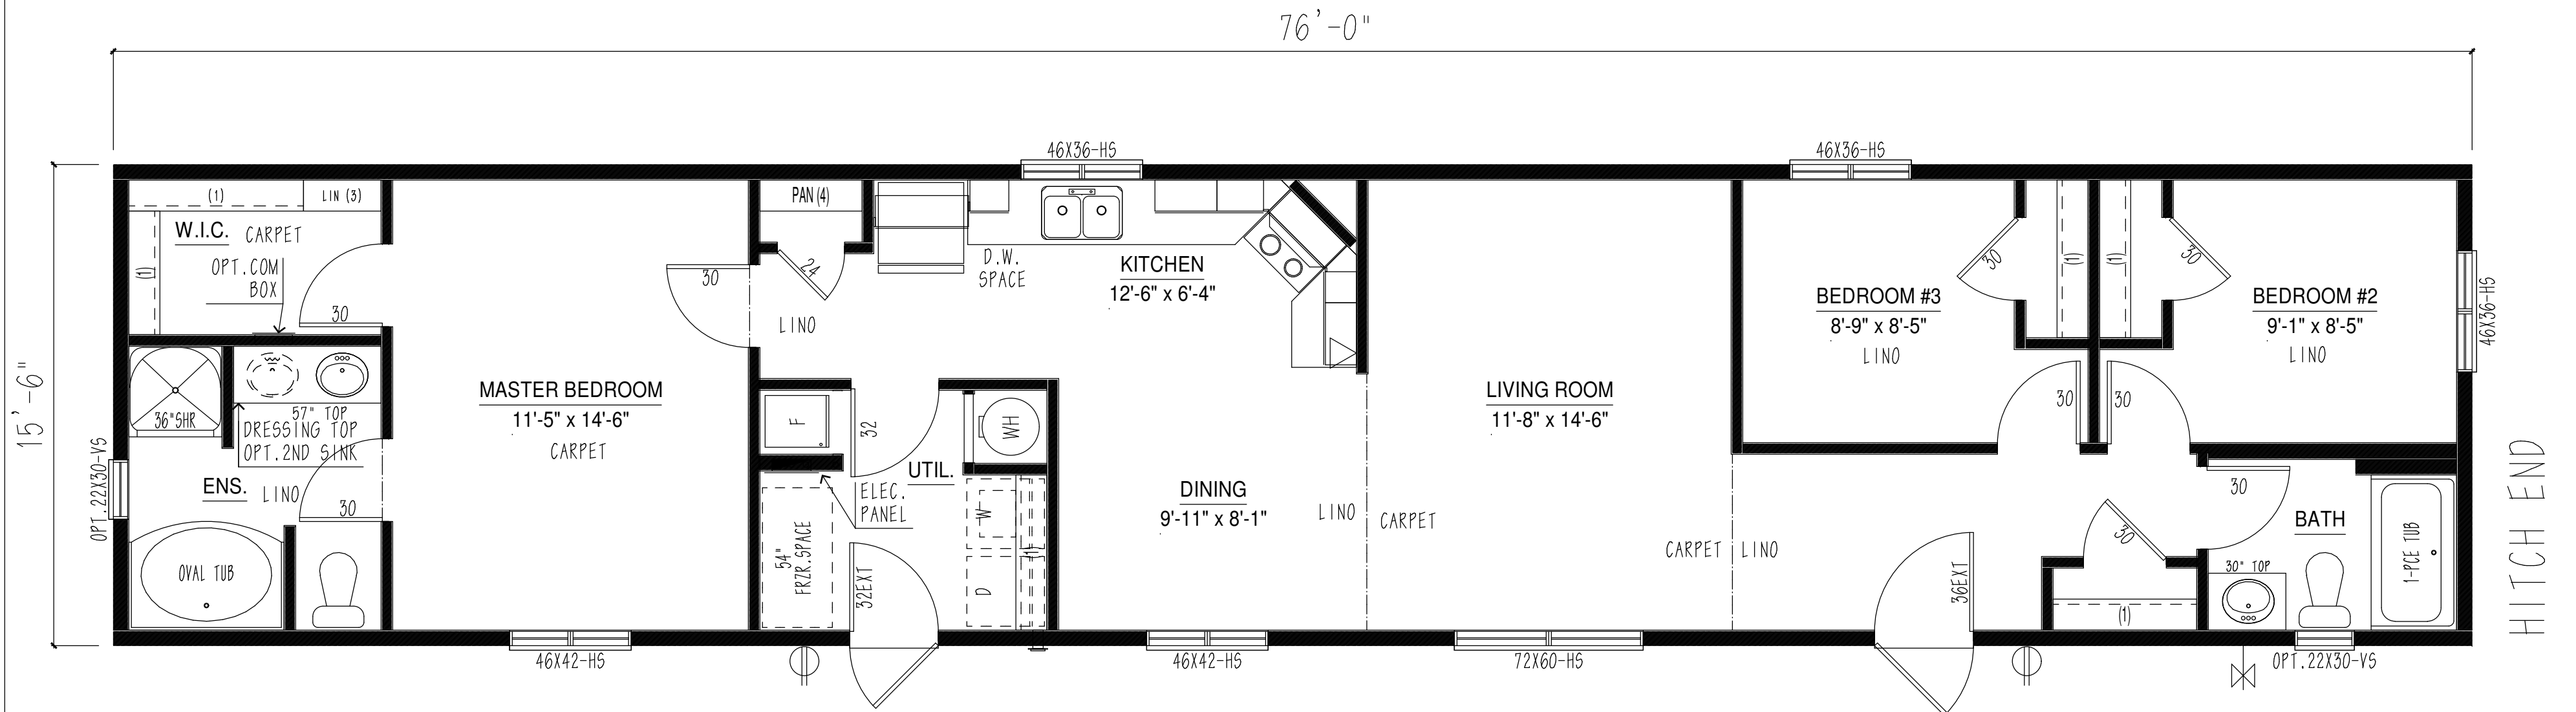 76'-0"
46X36-HS
46X36-HS
(1)
LIN (3)
W.I.C. CARPET
(1)
OPT.COM
BOX
30
PAN (4)
24
30
LINO
D.W.
SPACE
KITCHEN
12'-6" x 6'-4"
BEDROOM #3
8'-9" x 8'-5"
LINO
30
(1)
(1)
30
BEDROOM #2
9'-1" x 8'-5"
LINO
46X36-HS
30
30
15'-6"
36"SHR
57" TOP
DRESSING TOP
OPT.2ND SINK
MASTER BEDROOM
11'-5" x 14'-6"
CARPET
F
32
WH
UTIL.
ELEC.
PANEL
LIVING ROOM
11'-8" x 14'-6"
OPT.22X30-VS
ENS. LINO
30
OVAL TUB
54"
FRZR.SPACE
32EXT
W
D
(1)
DINING
9'-11" x 8'-1"
LINO
CARPET
CARPET
LINO
36EXT
30
(1)
30
BATH
30" TOP
1-PCE TUB
HITCH END
46X42-HS
46X42-HS
72X60-HS
OPT.22X30-VS